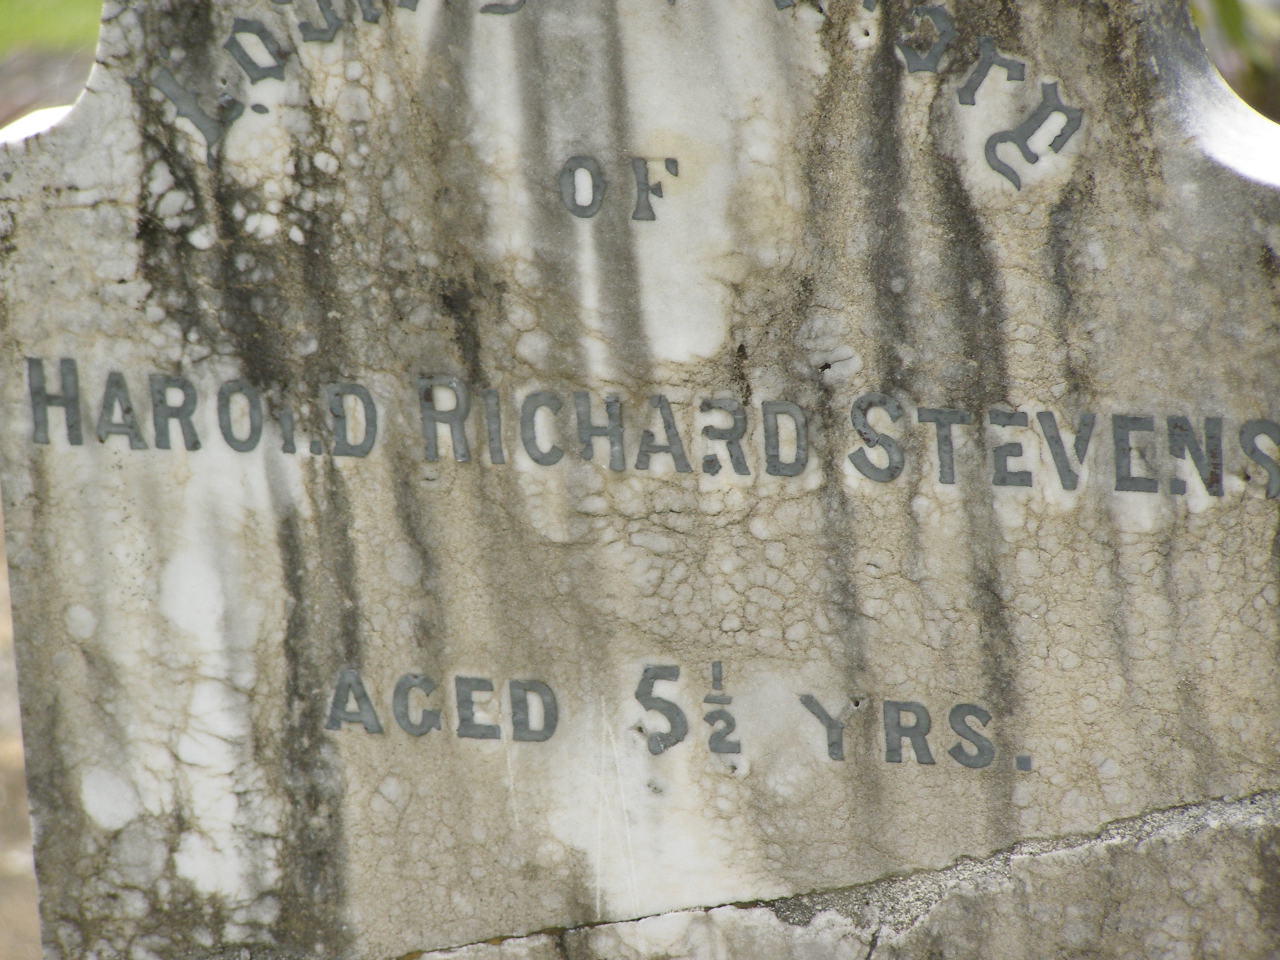 OF
HAROLD RICHARD STEVENS
AGED 5½ YRS.